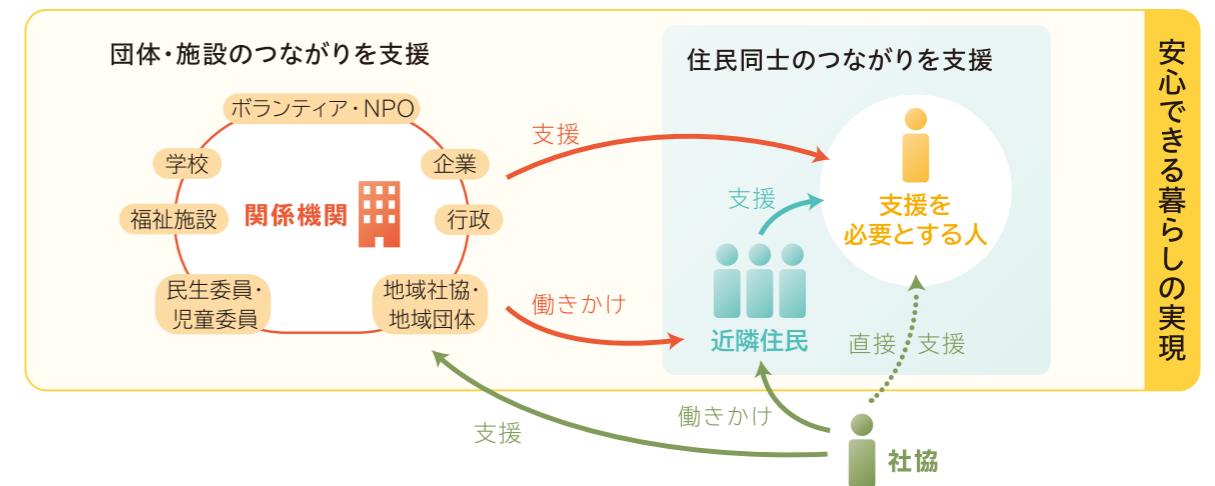 団体・施設のつながりを支援
ボランティア・NPO
学校
企業
福祉施設
関係機関
行政
民生委員・
児童委員
地域社協・
地域団体
支援
働きかけ
住民同士のつながりを支援
支援
支援を
必要とする人
近隣住民
直接 支援
働きかけ
支援
社協
安心できる暮らしの実現